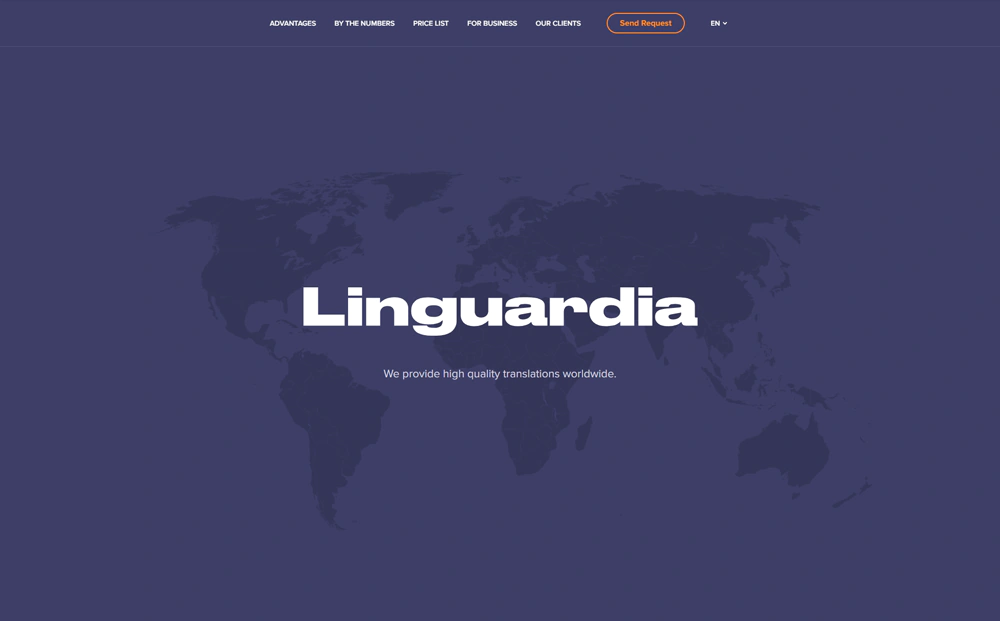 ADVANTAGES BY THE NUMBERS PRICE LIST FOR BUSINESS OUR CLIENTS Send Request EN
Linguardia
We provide high quality translations worldwide.